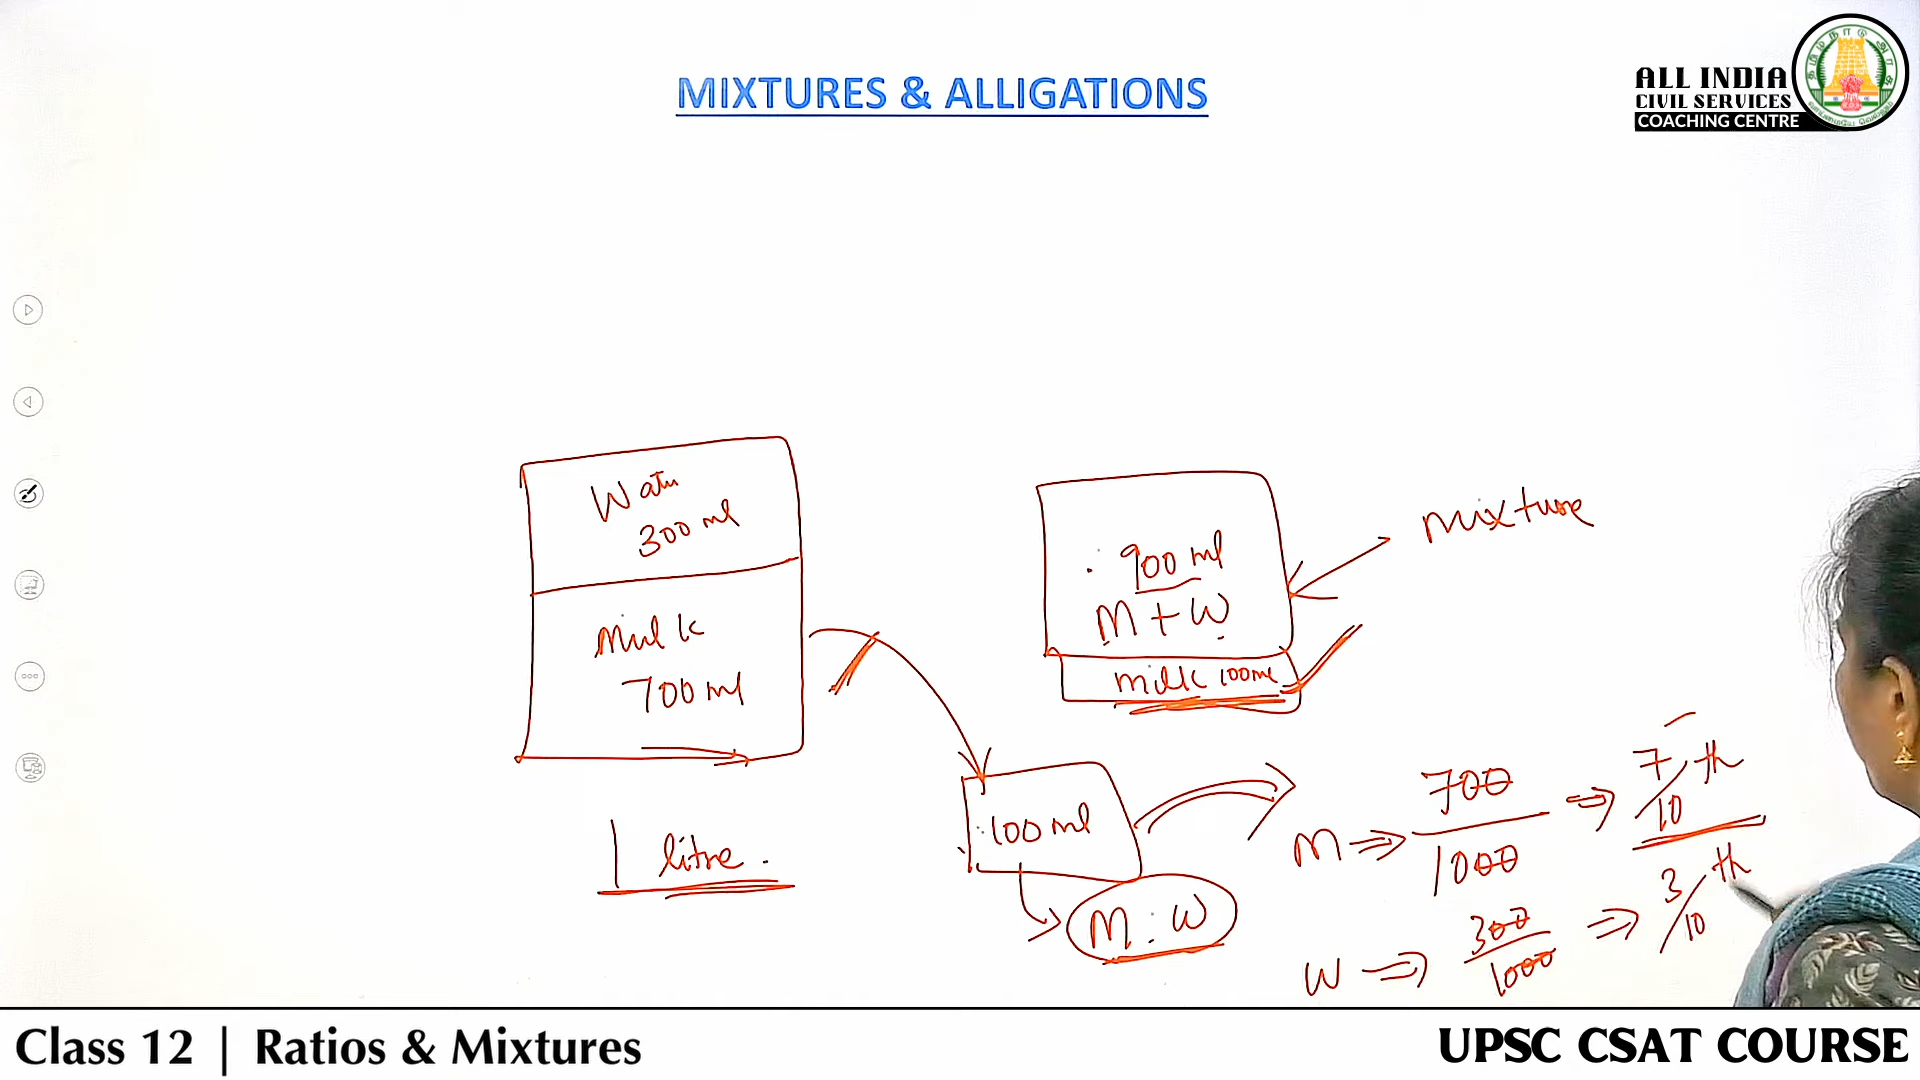 MIXTURES & ALLIGATIONS
ALL INDIA
CIVIL SERVICES
COACHING CENTRE
Water
300 ml
Milk
700 ml
1 litre.
900 ml
M + W
milk 100ml
mixture
100 ml
M : W
M ⇒ 700/1000 ⇒ 7/10 th
W ⇒ 300/1000 ⇒ 3/10 th
Class 12 | Ratios & Mixtures
UPSC CSAT COURSE